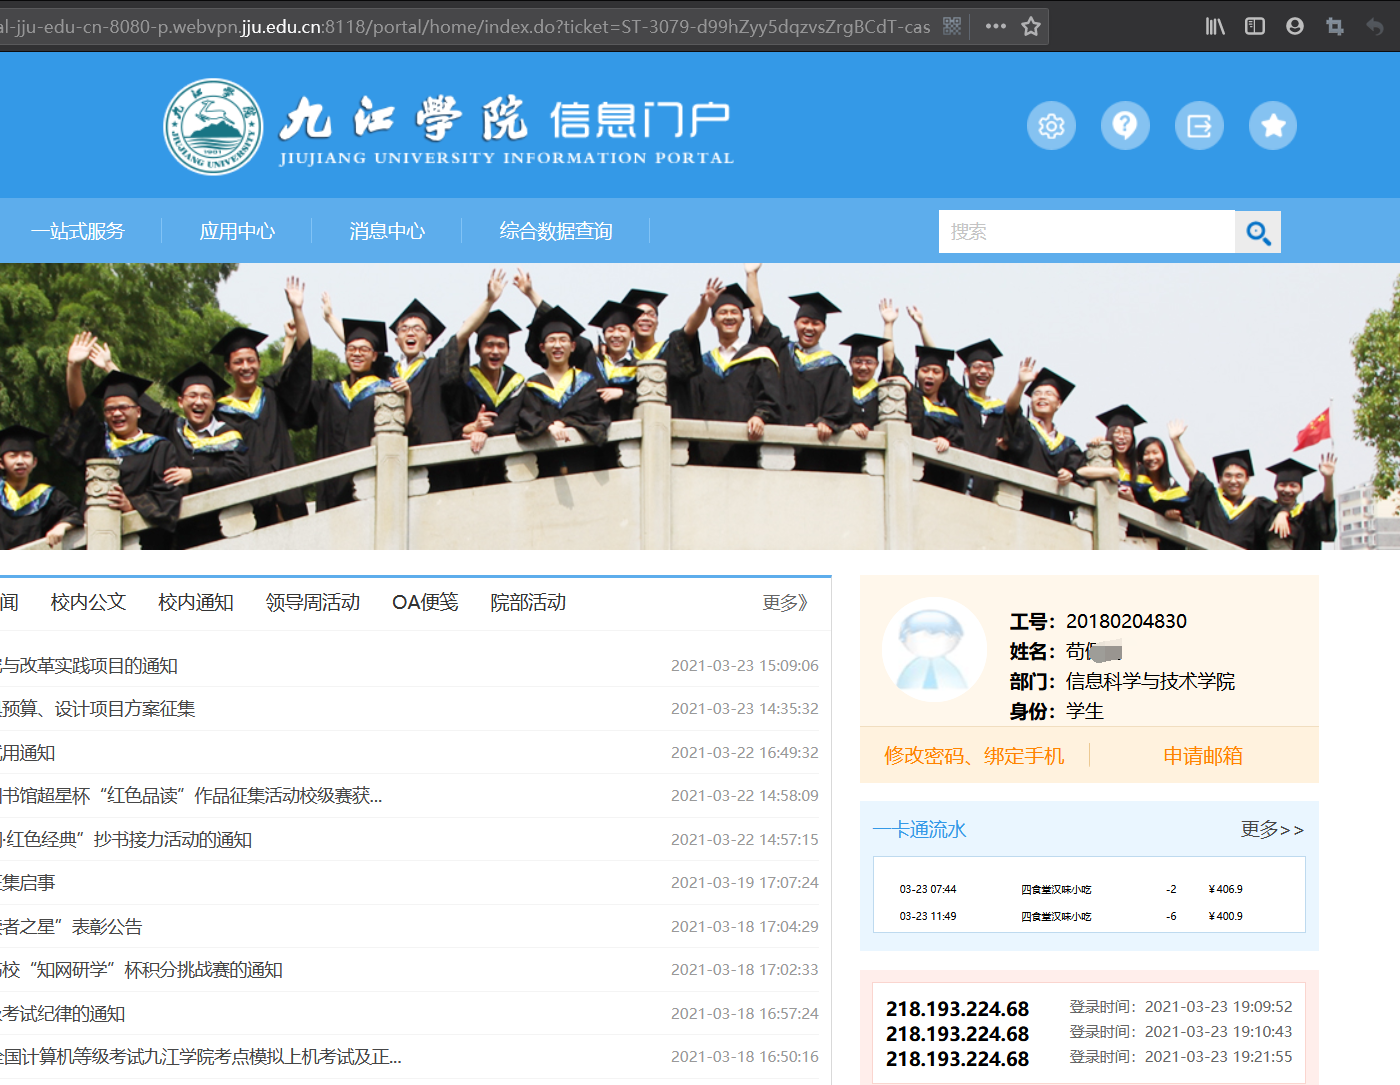 al-jju-edu-cn-8080-p.webvpn.jju.edu.cn:8118/portal/home/index.do?ticket=ST-3079-d99hZyy5dqzvsZrgBCdT-cas
九江学院 信息门户
JIUJIANG UNIVERSITY INFORMATION PORTAL
一站式服务 应用中心 消息中心 综合数据查询 搜索
闻 校内公文 校内通知 领导周活动 OA便笺 院部活动 更多》
与改革实践项目的通知 2021-03-23 15:09:06
预算、设计项目方案征集 2021-03-23 14:35:32
用通知 2021-03-22 16:49:32
书馆超星杯“红色品读”作品征集活动校级赛获... 2021-03-22 14:58:09
·红色经典”抄书接力活动的通知 2021-03-22 14:57:15
集启事 2021-03-19 17:07:24
者之星”表彰公告 2021-03-18 17:04:29
校“知网研学”杯积分挑战赛的通知 2021-03-18 17:02:33
考试纪律的通知 2021-03-18 16:57:24
全国计算机等级考试九江学院考点模拟上机考试及正... 2021-03-18 16:50:16
工号：20180204830
姓名：苟
部门：信息科学与技术学院
身份：学生
修改密码、绑定手机 申请邮箱
一卡通流水 更多>>
03-23 07:44 四食堂汉味小吃 -2 ¥406.9
03-23 11:49 四食堂汉味小吃 -6 ¥400.9
218.193.224.68 登录时间：2021-03-23 19:09:52
218.193.224.68 登录时间：2021-03-23 19:10:43
218.193.224.68 登录时间：2021-03-23 19:21:55